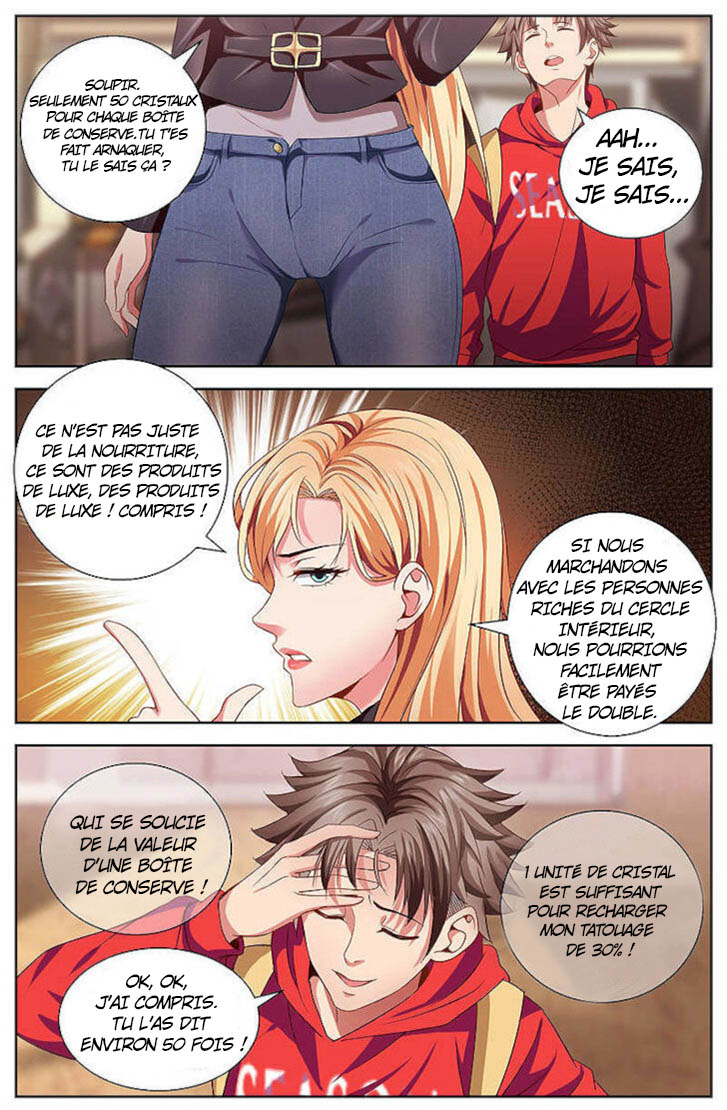 SOUPIR.
SEULEMENT 50 CRISTAUX
POUR CHAQUE BOÎTE
DE CONSERVE.TU T'ES
FAIT ARNAQUER,
TU LE SAIS ÇA ?
AAH...
JE SAIS,
JE SAIS...
SEAS
CE N'EST PAS JUSTE
DE LA NOURRITURE,
CE SONT DES PRODUITS
DE LUXE, DES PRODUITS
DE LUXE ! COMPRIS !
SI NOUS
MARCHANDONS
AVEC LES PERSONNES
RICHES DU CERCLE
INTÉRIEUR,
NOUS POURRIONS
FACILEMENT
ÊTRE PAYÉS
LE DOUBLE.
QUI SE SOUCIE
DE LA VALEUR
D'UNE BOÎTE
DE CONSERVE !
1 UNITÉ DE CRISTAL
EST SUFFISANT
POUR RECHARGER
MON TATOUAGE
DE 30% !
OK, OK,
J'AI COMPRIS.
TU L'AS DIT
ENVIRON 50 FOIS !
SEASO